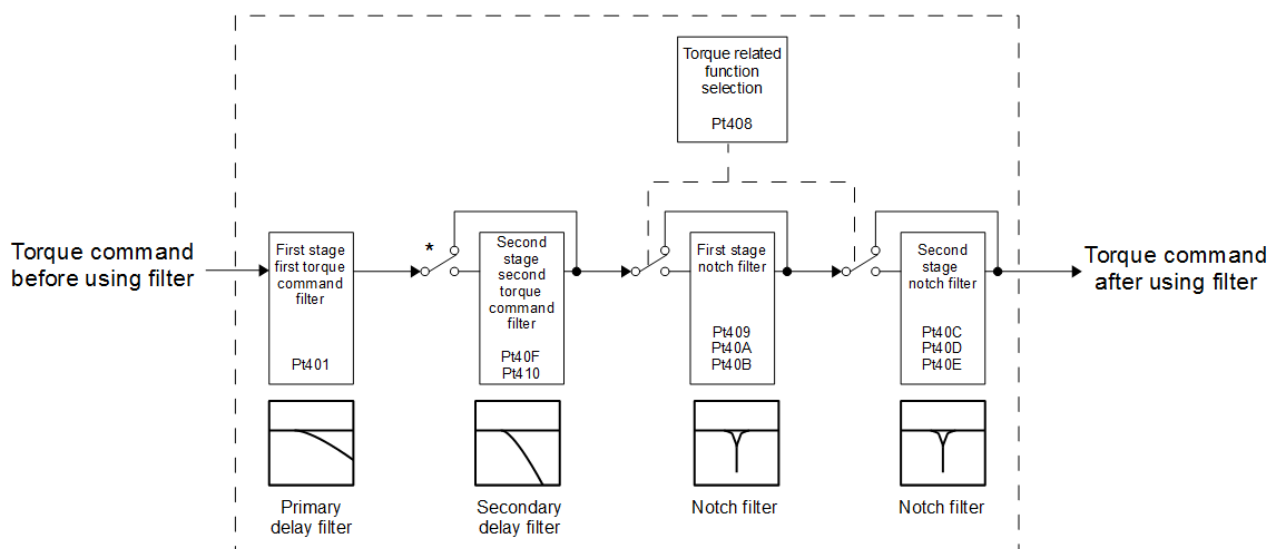 Torque related
function
selection
Pt408
Torque command
before using filter
First stage
first torque
command
filter
Pt401
*
Second
stage
second
torque
command
filter
Pt40F
Pt410
First stage
notch filter
Pt409
Pt40A
Pt40B
Second
stage
notch filter
Pt40C
Pt40D
Pt40E
Torque command
after using filter
Primary
delay filter
Secondary
delay filter
Notch filter
Notch filter